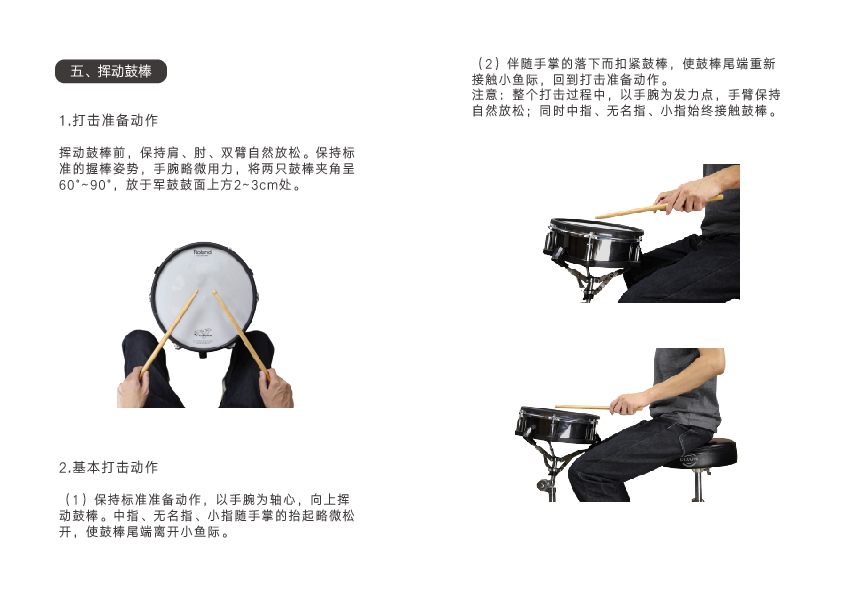 五、挥动鼓棒
1.打击准备动作
挥动鼓棒前，保持肩、肘、双臂自然放松。保持标
准的握棒姿势，手腕略微用力，将两只鼓棒夹角呈
60°~90°，放于军鼓鼓面上方2~3cm处。
Roland
2.基本打击动作
（1）保持标准准备动作，以手腕为轴心，向上挥
动鼓棒。中指、无名指、小指随手掌的抬起略微松
开，使鼓棒尾端离开小鱼际。
（2）伴随手掌的落下而扣紧鼓棒，使鼓棒尾端重新
接触小鱼际，回到打击准备动作。
注意：整个打击过程中，以手腕为发力点，手臂保持
自然放松；同时中指、无名指、小指始终接触鼓棒。